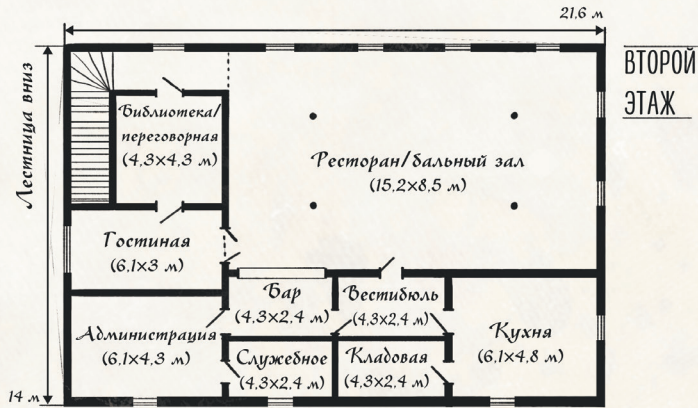 21,6 м
ВТОРОЙ
ЭТАЖ
Лестница вниз
Библиотека/
переговорная
(4,3×4,3 м)
Ресторан/бальный зал
(15,2×8,5 м)
Гостиная
(6,1×3 м)
Бар
(4,3×2,4 м)
Вестибюль
(4,3×2,4 м)
Администрация
(6,1×4,3 м)
Служебное
(4,3×2,4 м)
Кладовая
(4,3×2,4 м)
Кухня
(6,1×4,8 м)
14 м